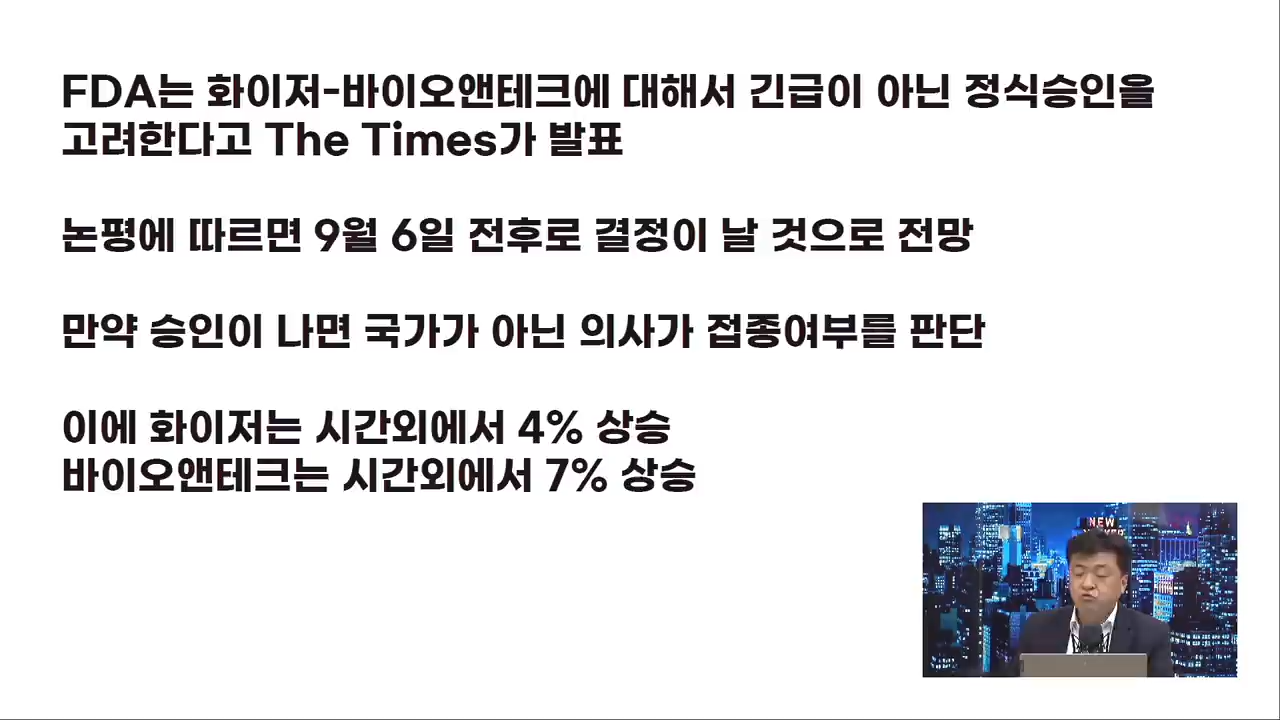 FDA는 화이저-바이오앤테크에 대해서 긴급이 아닌 정식승인을
고려한다고 The Times가 발표
논평에 따르면 9월 6일 전후로 결정이 날 것으로 전망
만약 승인이 나면 국가가 아닌 의사가 접종여부를 판단
이에 화이저는 시간외에서 4% 상승
바이오앤테크는 시간외에서 7% 상승
NEW